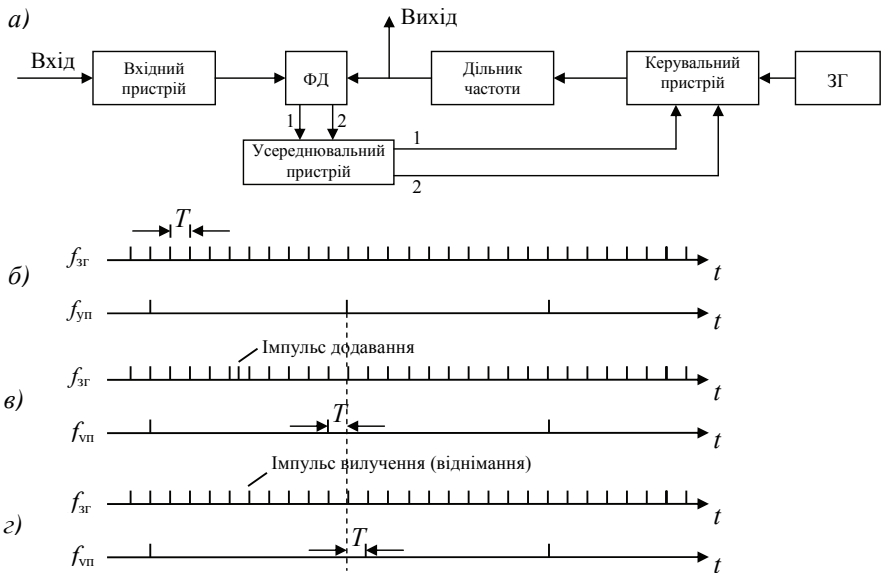 а)
Вихід
Вхід
Вхідний
пристрій
ФД
Дільник
частоти
Керувальний
пристрій
ЗГ
1
2
Усереднювальний
пристрій
1
2
T
б)
fзг
t
fуп
t
Імпульс додавання
в)
fзг
t
T
fуп
t
Імпульс вилучення (віднімання)
г)
fзг
t
T
fуп
t